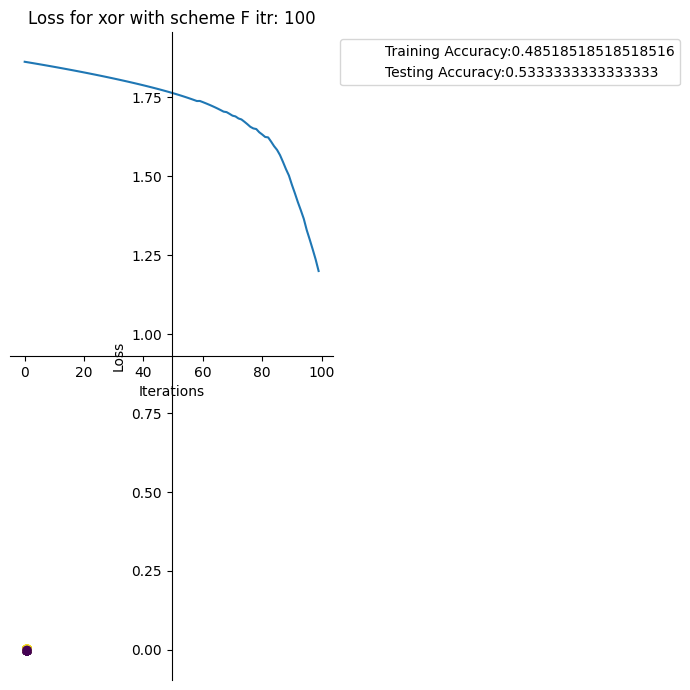 Loss for xor with scheme F itr: 100
Training Accuracy:0.48518518518518516
Testing Accuracy:0.5333333333333333
1.75
1.50
1.25
1.00
Loss
0 20 40 60 80 100
Iterations
0.75
0.50
0.25
0.00